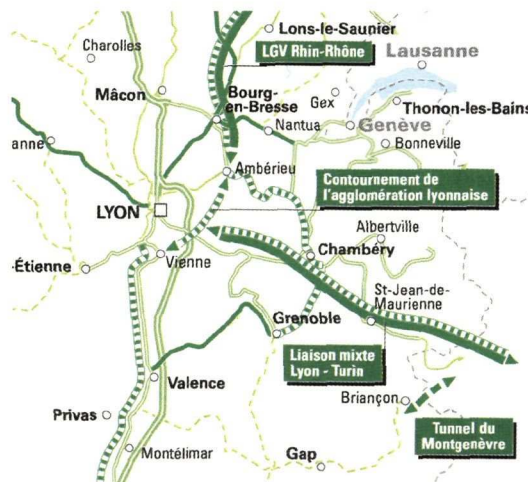 Lons-le-Saunier
Charolles
LGV Rhin-Rhône
Lausanne
Mâcon
Bourg-
en-Bresse
Gex
Thonon-les-Bains
Nantua
Genève
Bonneville
anne
Ambérieu
Contournement de
l'agglomération lyonnaise
LYON
Albertville
Étienne
Vienne
Chambéry
St-Jean-de-
Maurienne
Grenoble
Liaison mixte
Lyon - Turin
Valence
Briançon
Privas
Tunnel du
Montgenèvre
Montélimar
Gap